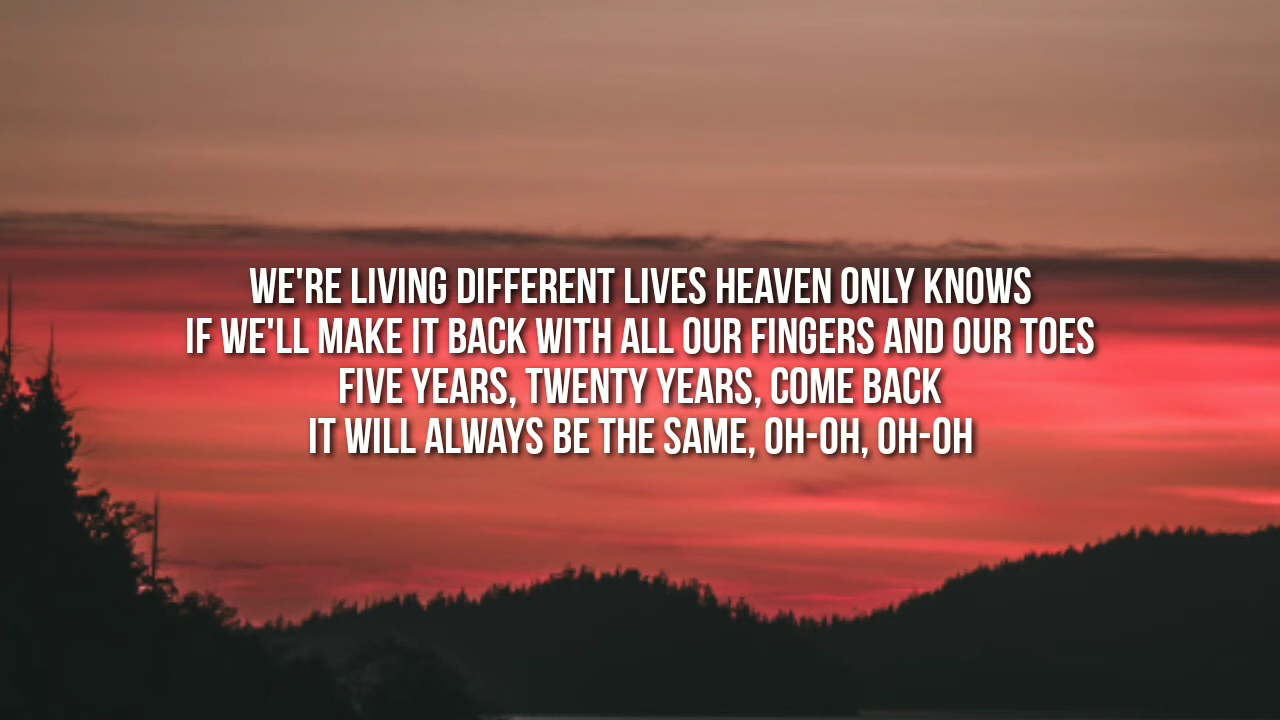 WE'RE LIVING DIFFERENT LIVES HEAVEN ONLY KNOWS
IF WE'LL MAKE IT BACK WITH ALL OUR FINGERS AND OUR TOES
FIVE YEARS, TWENTY YEARS, COME BACK
IT WILL ALWAYS BE THE SAME, OH-OH, OH-OH